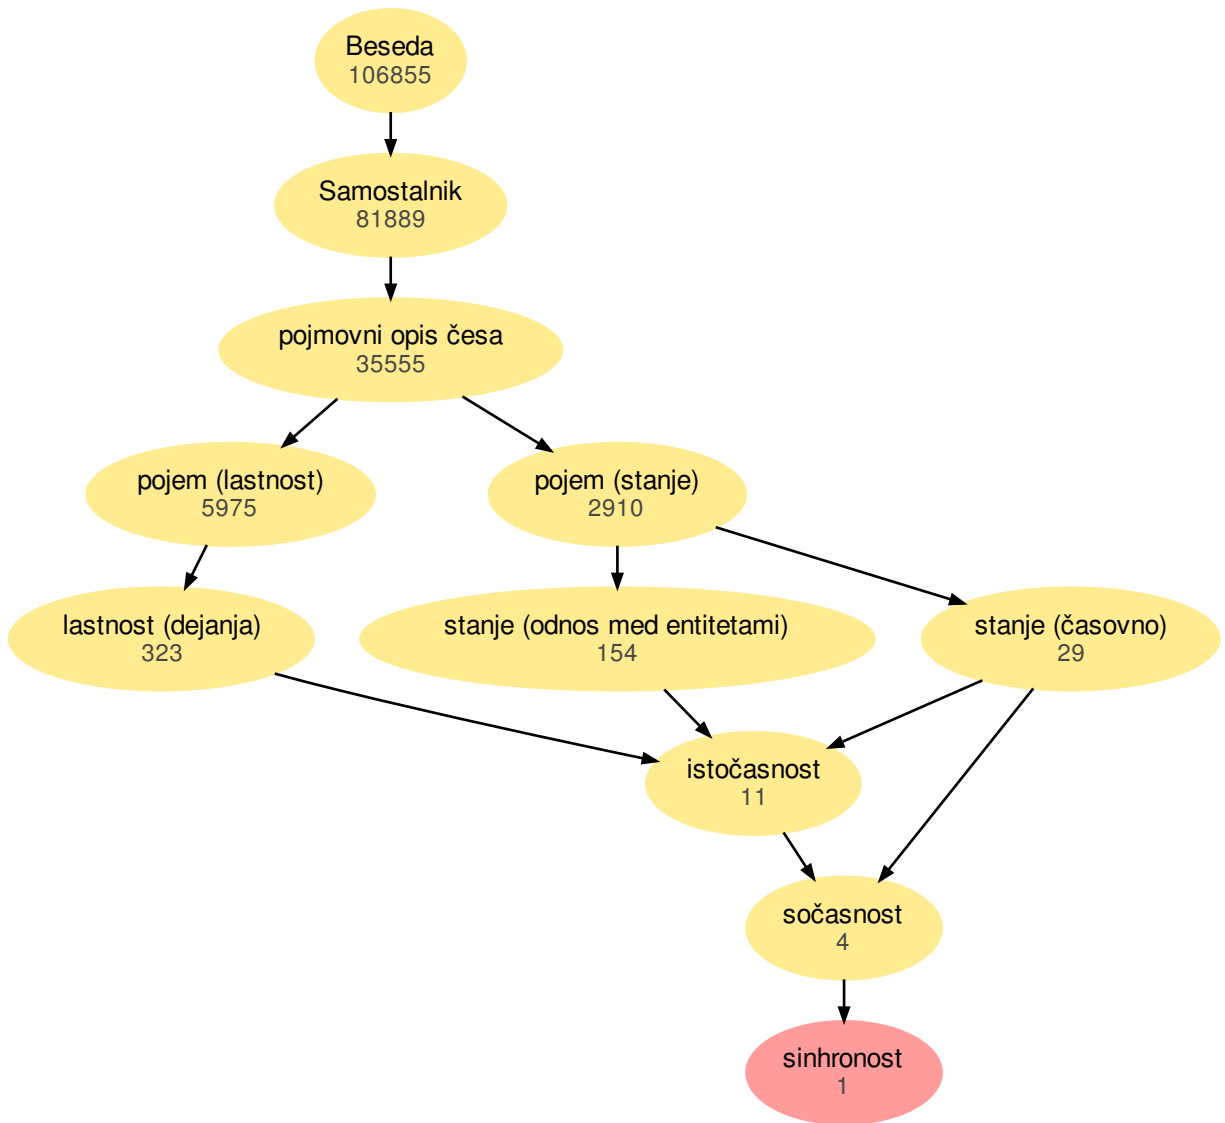 Beseda
106855
Samostalnik
81889
pojmovni opis česa
35555
pojem (lastnost)
5975
pojem (stanje)
2910
lastnost (dejanja)
323
stanje (odnos med entitetami)
154
stanje (časovno)
29
istočasnost
11
sočasnost
4
sinhronost
1